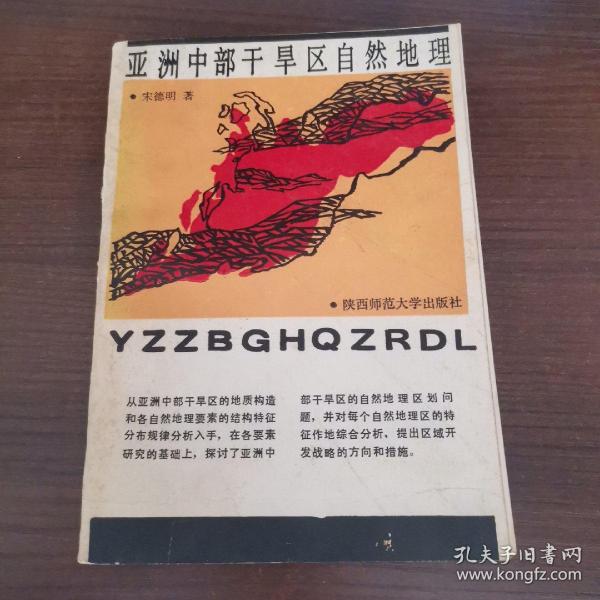 亚洲中部干旱区自然地理
• 宋德明 著
• 陕西师范大学出版社
YZZBGHQZRDL
从亚洲中部干旱区的地质构造
和各自然地理要素的结构特征
分布规律分析入手，在各要素
研究的基础上，探讨了亚洲中
部干旱区的自然地理区划问
题，并对每个自然地理区的特
征作地综合分析，提出区域开
发战略的方向和措施。
孔夫子旧书网
www.kongfz.com